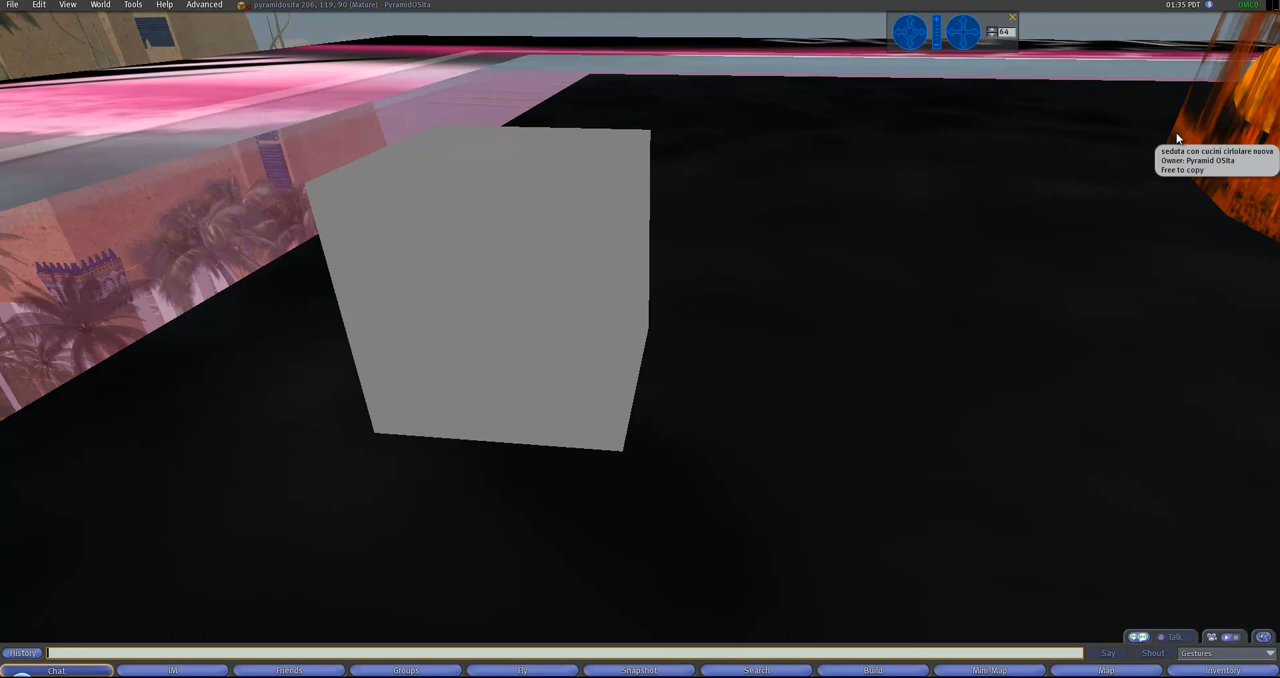 File Edit View World Tools Help Advanced pyramidosita 206, 119, 90 (Mature) - PyramidOSIta 01:35 PDT $ OMC0
64
seduta con cucini cirlolare nuova
Owner: Pyramid OSIta
Free to copy
Talk
History Say Shout Gestures
Chat IM Friends Groups Fly Snapshot Search Build Mini-Map Map Inventory